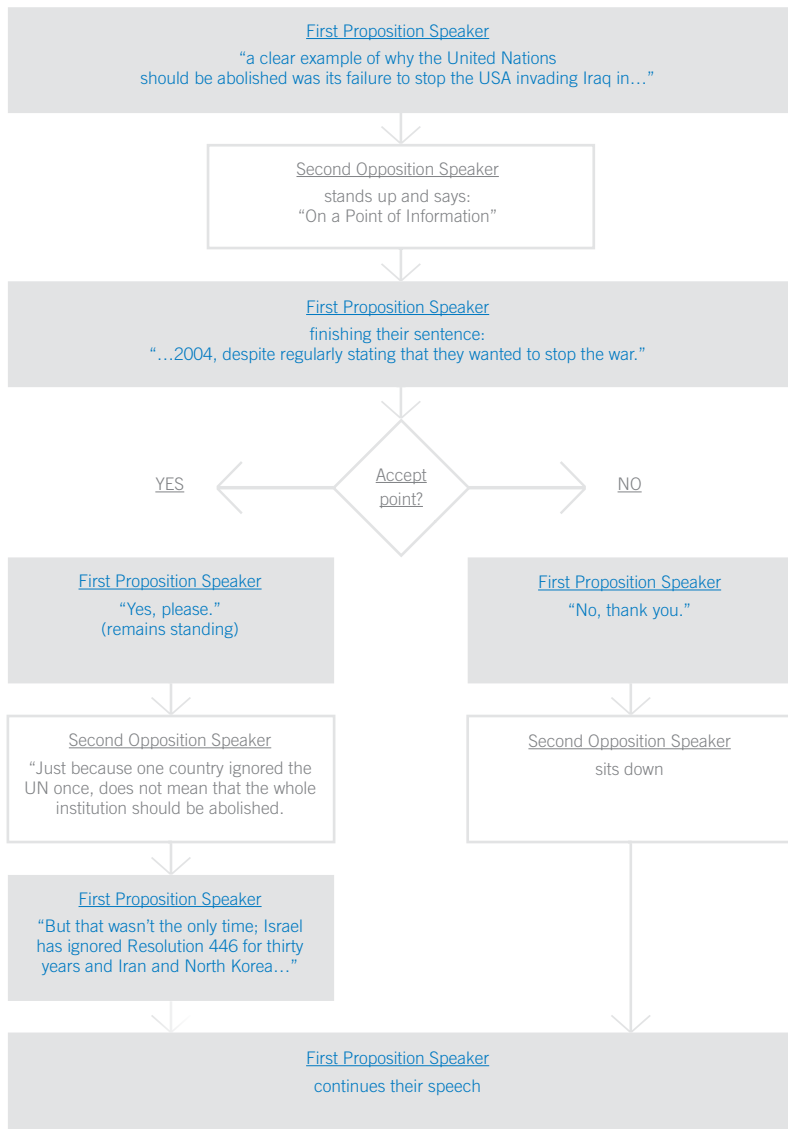 First Proposition Speaker
“a clear example of why the United Nations
should be abolished was its failure to stop the USA invading Iraq in…”
Second Opposition Speaker
stands up and says:
“On a Point of Information”
First Proposition Speaker
finishing their sentence:
“…2004, despite regularly stating that they wanted to stop the war.”
Accept
point?
YES
NO
First Proposition Speaker
“Yes, please.”
(remains standing)
First Proposition Speaker
“No, thank you.”
Second Opposition Speaker
“Just because one country ignored the
UN once, does not mean that the whole
institution should be abolished.
Second Opposition Speaker
sits down
First Proposition Speaker
“But that wasn’t the only time; Israel
has ignored Resolution 446 for thirty
years and Iran and North Korea…”
First Proposition Speaker
continues their speech